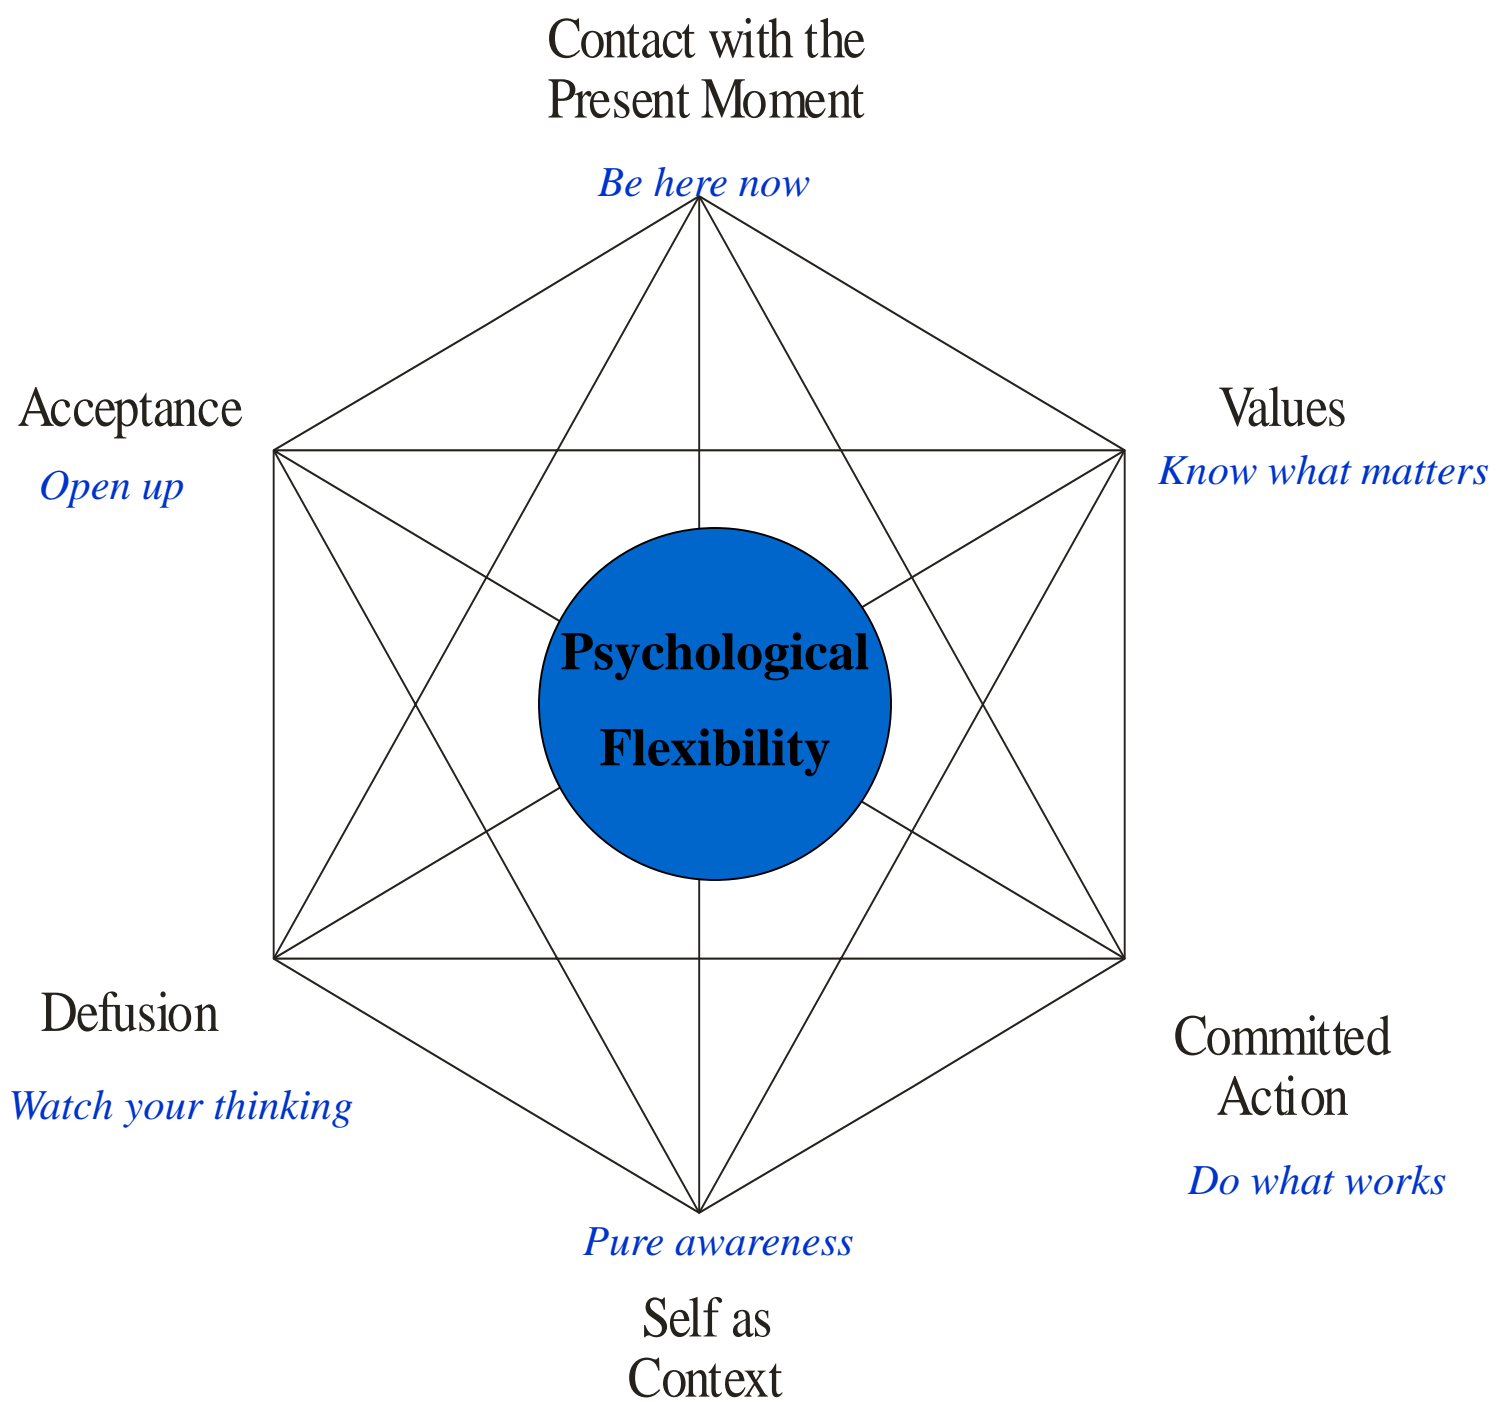 Contact with the
Present Moment
Be here now
Acceptance
Open up
Values
Know what matters
Psychological
Flexibility
Defusion
Watch your thinking
Committed
Action
Do what works
Pure awareness
Self as
Context